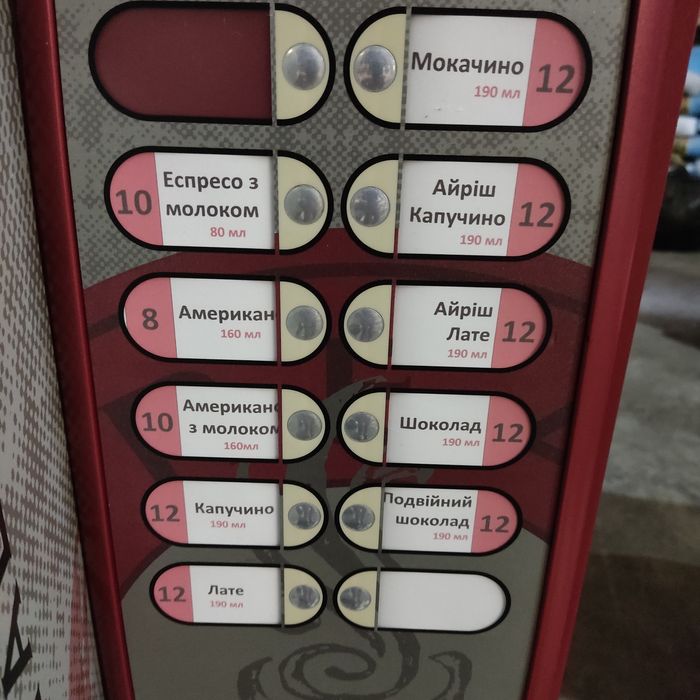 Мокачино
190 мл
12
10
Еспресо з
молоком
80 мл
Айріш
Капучино
190 мл
12
8
Американ
160 мл
Айріш
Лате
190 мл
12
10
Американо
з молоком
160мл
Шоколад
190 мл
12
12
Капучино
190 мл
Подвійний
шоколад
190 мл
12
12
Лате
190 мл